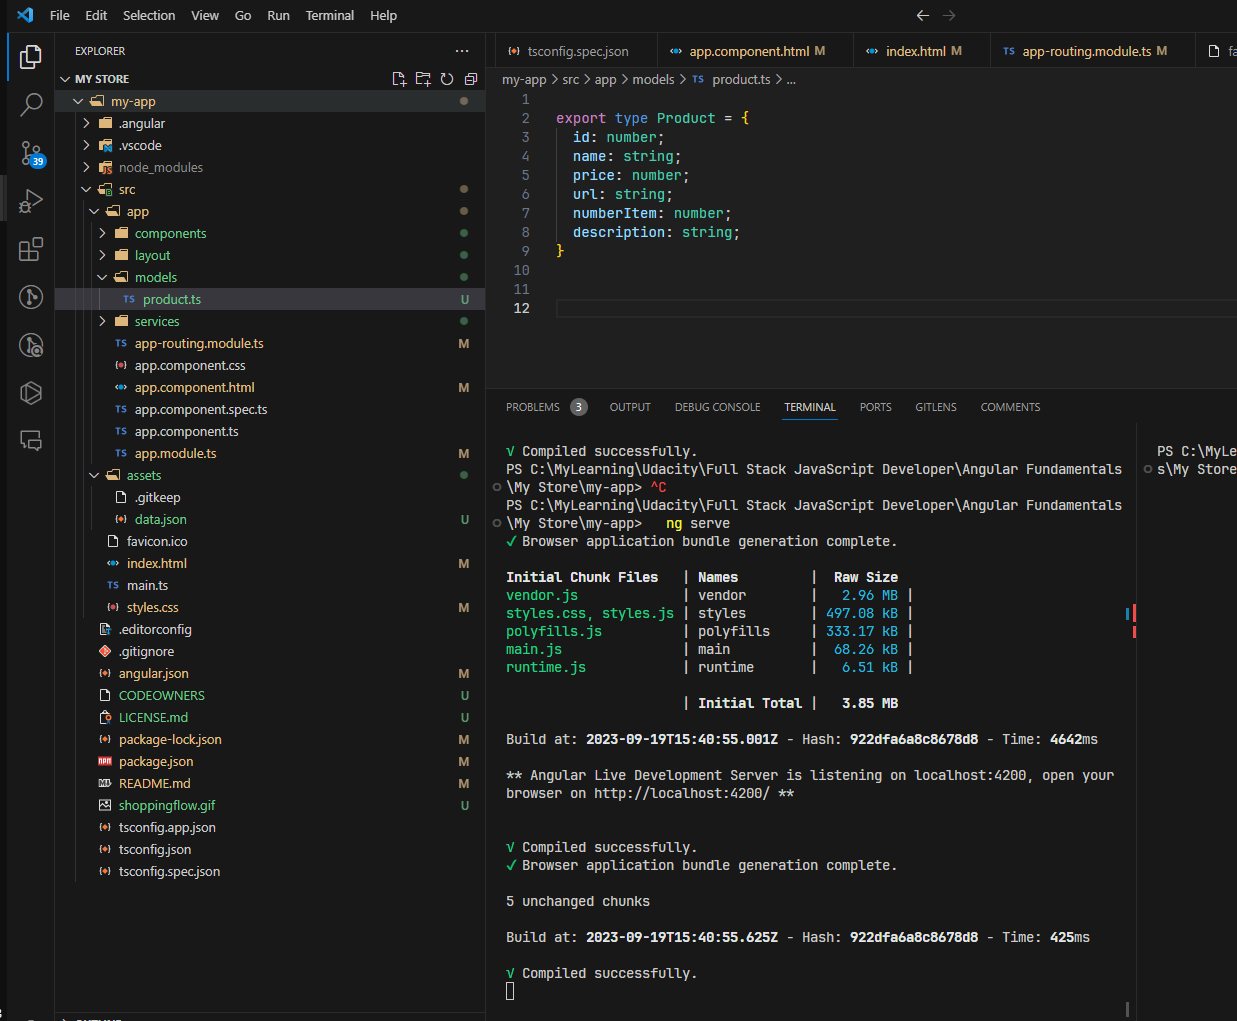 File Edit Selection View Go Run Terminal Help
EXPLORER
MY STORE
my-app
.angular
.vscode
node_modules
src
app
components
layout
models
TS product.ts U
services
TS app-routing.module.ts M
app.component.css
app.component.html M
TS app.component.spec.ts
TS app.component.ts
TS app.module.ts M
assets
.gitkeep
data.json U
favicon.ico
index.html M
TS main.ts
styles.css M
.editorconfig
.gitignore
angular.json M
CODEOWNERS U
LICENSE.md U
package-lock.json M
package.json M
README.md M
shoppingflow.gif U
tsconfig.app.json
tsconfig.json
tsconfig.spec.json
39
tsconfig.spec.json app.component.html M index.html M TS app-routing.module.ts M fa
my-app > src > app > models > TS product.ts > ...
1
2 export type Product = {
3 id: number;
4 name: string;
5 price: number;
6 url: string;
7 numberItem: number;
8 description: string;
9 }
10
11
12
PROBLEMS 3 OUTPUT DEBUG CONSOLE TERMINAL PORTS GITLENS COMMENTS
√ Compiled successfully.
PS C:\MyLearning\Udacity\Full Stack JavaScript Developer\Angular Fundamentals
\My Store\my-app> ^C
PS C:\MyLearning\Udacity\Full Stack JavaScript Developer\Angular Fundamentals
\My Store\my-app> ng serve
✓ Browser application bundle generation complete.
Initial Chunk Files | Names | Raw Size
vendor.js | vendor | 2.96 MB |
styles.css, styles.js | styles | 497.08 kB |
polyfills.js | polyfills | 333.17 kB |
main.js | main | 68.26 kB |
runtime.js | runtime | 6.51 kB |
| Initial Total | 3.85 MB
Build at: 2023-09-19T15:40:55.001Z - Hash: 922dfa6a8c8678d8 - Time: 4642ms
** Angular Live Development Server is listening on localhost:4200, open your
browser on http://localhost:4200/ **
√ Compiled successfully.
✓ Browser application bundle generation complete.
5 unchanged chunks
Build at: 2023-09-19T15:40:55.625Z - Hash: 922dfa6a8c8678d8 - Time: 425ms
√ Compiled successfully.
PS C:\MyLe
s\My Store